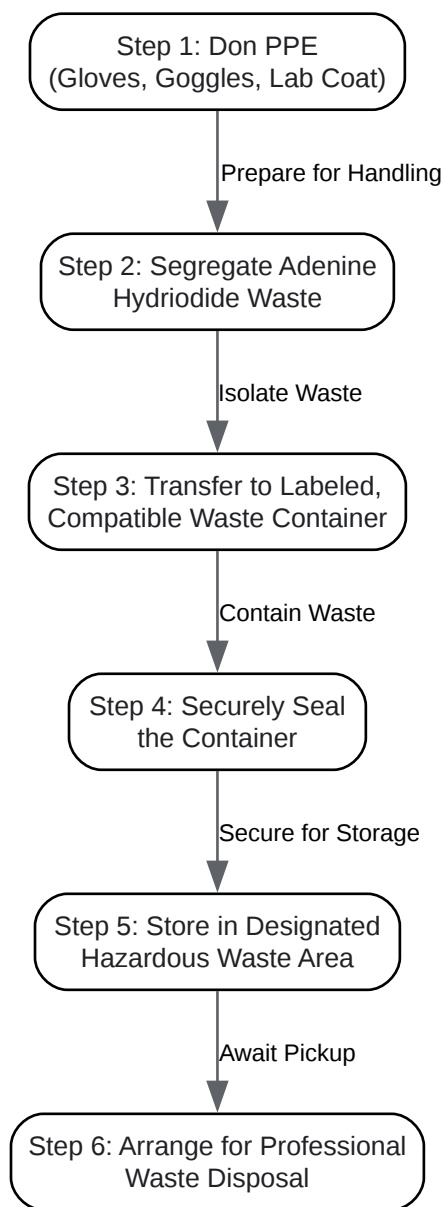 Step 1: Don PPE
(Gloves, Goggles, Lab Coat)
Prepare for Handling
Step 2: Segregate Adenine
Hydriodide Waste
Isolate Waste
Step 3: Transfer to Labeled,
Compatible Waste Container
Contain Waste
Step 4: Securely Seal
the Container
Secure for Storage
Step 5: Store in Designated
Hazardous Waste Area
Await Pickup
Step 6: Arrange for Professional
Waste Disposal